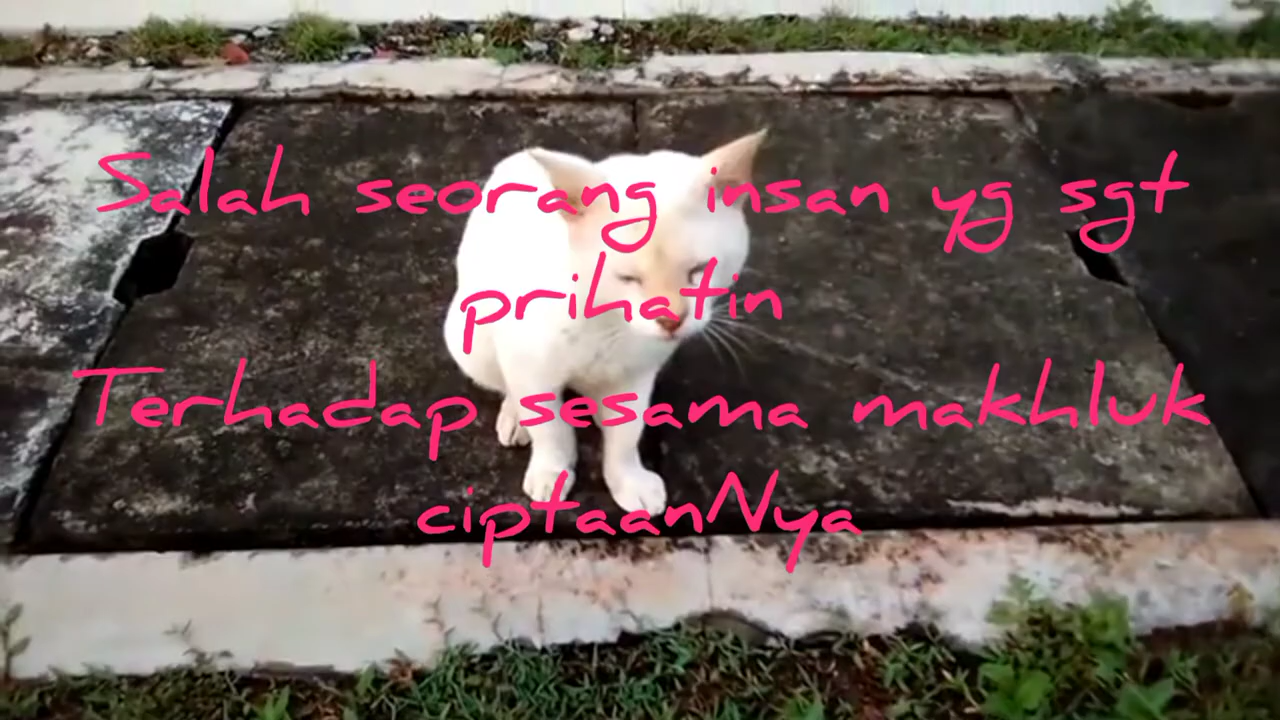 Salah seorang insan yg sgt
prihatin
Terhadap sesama makhluk
ciptaanNya